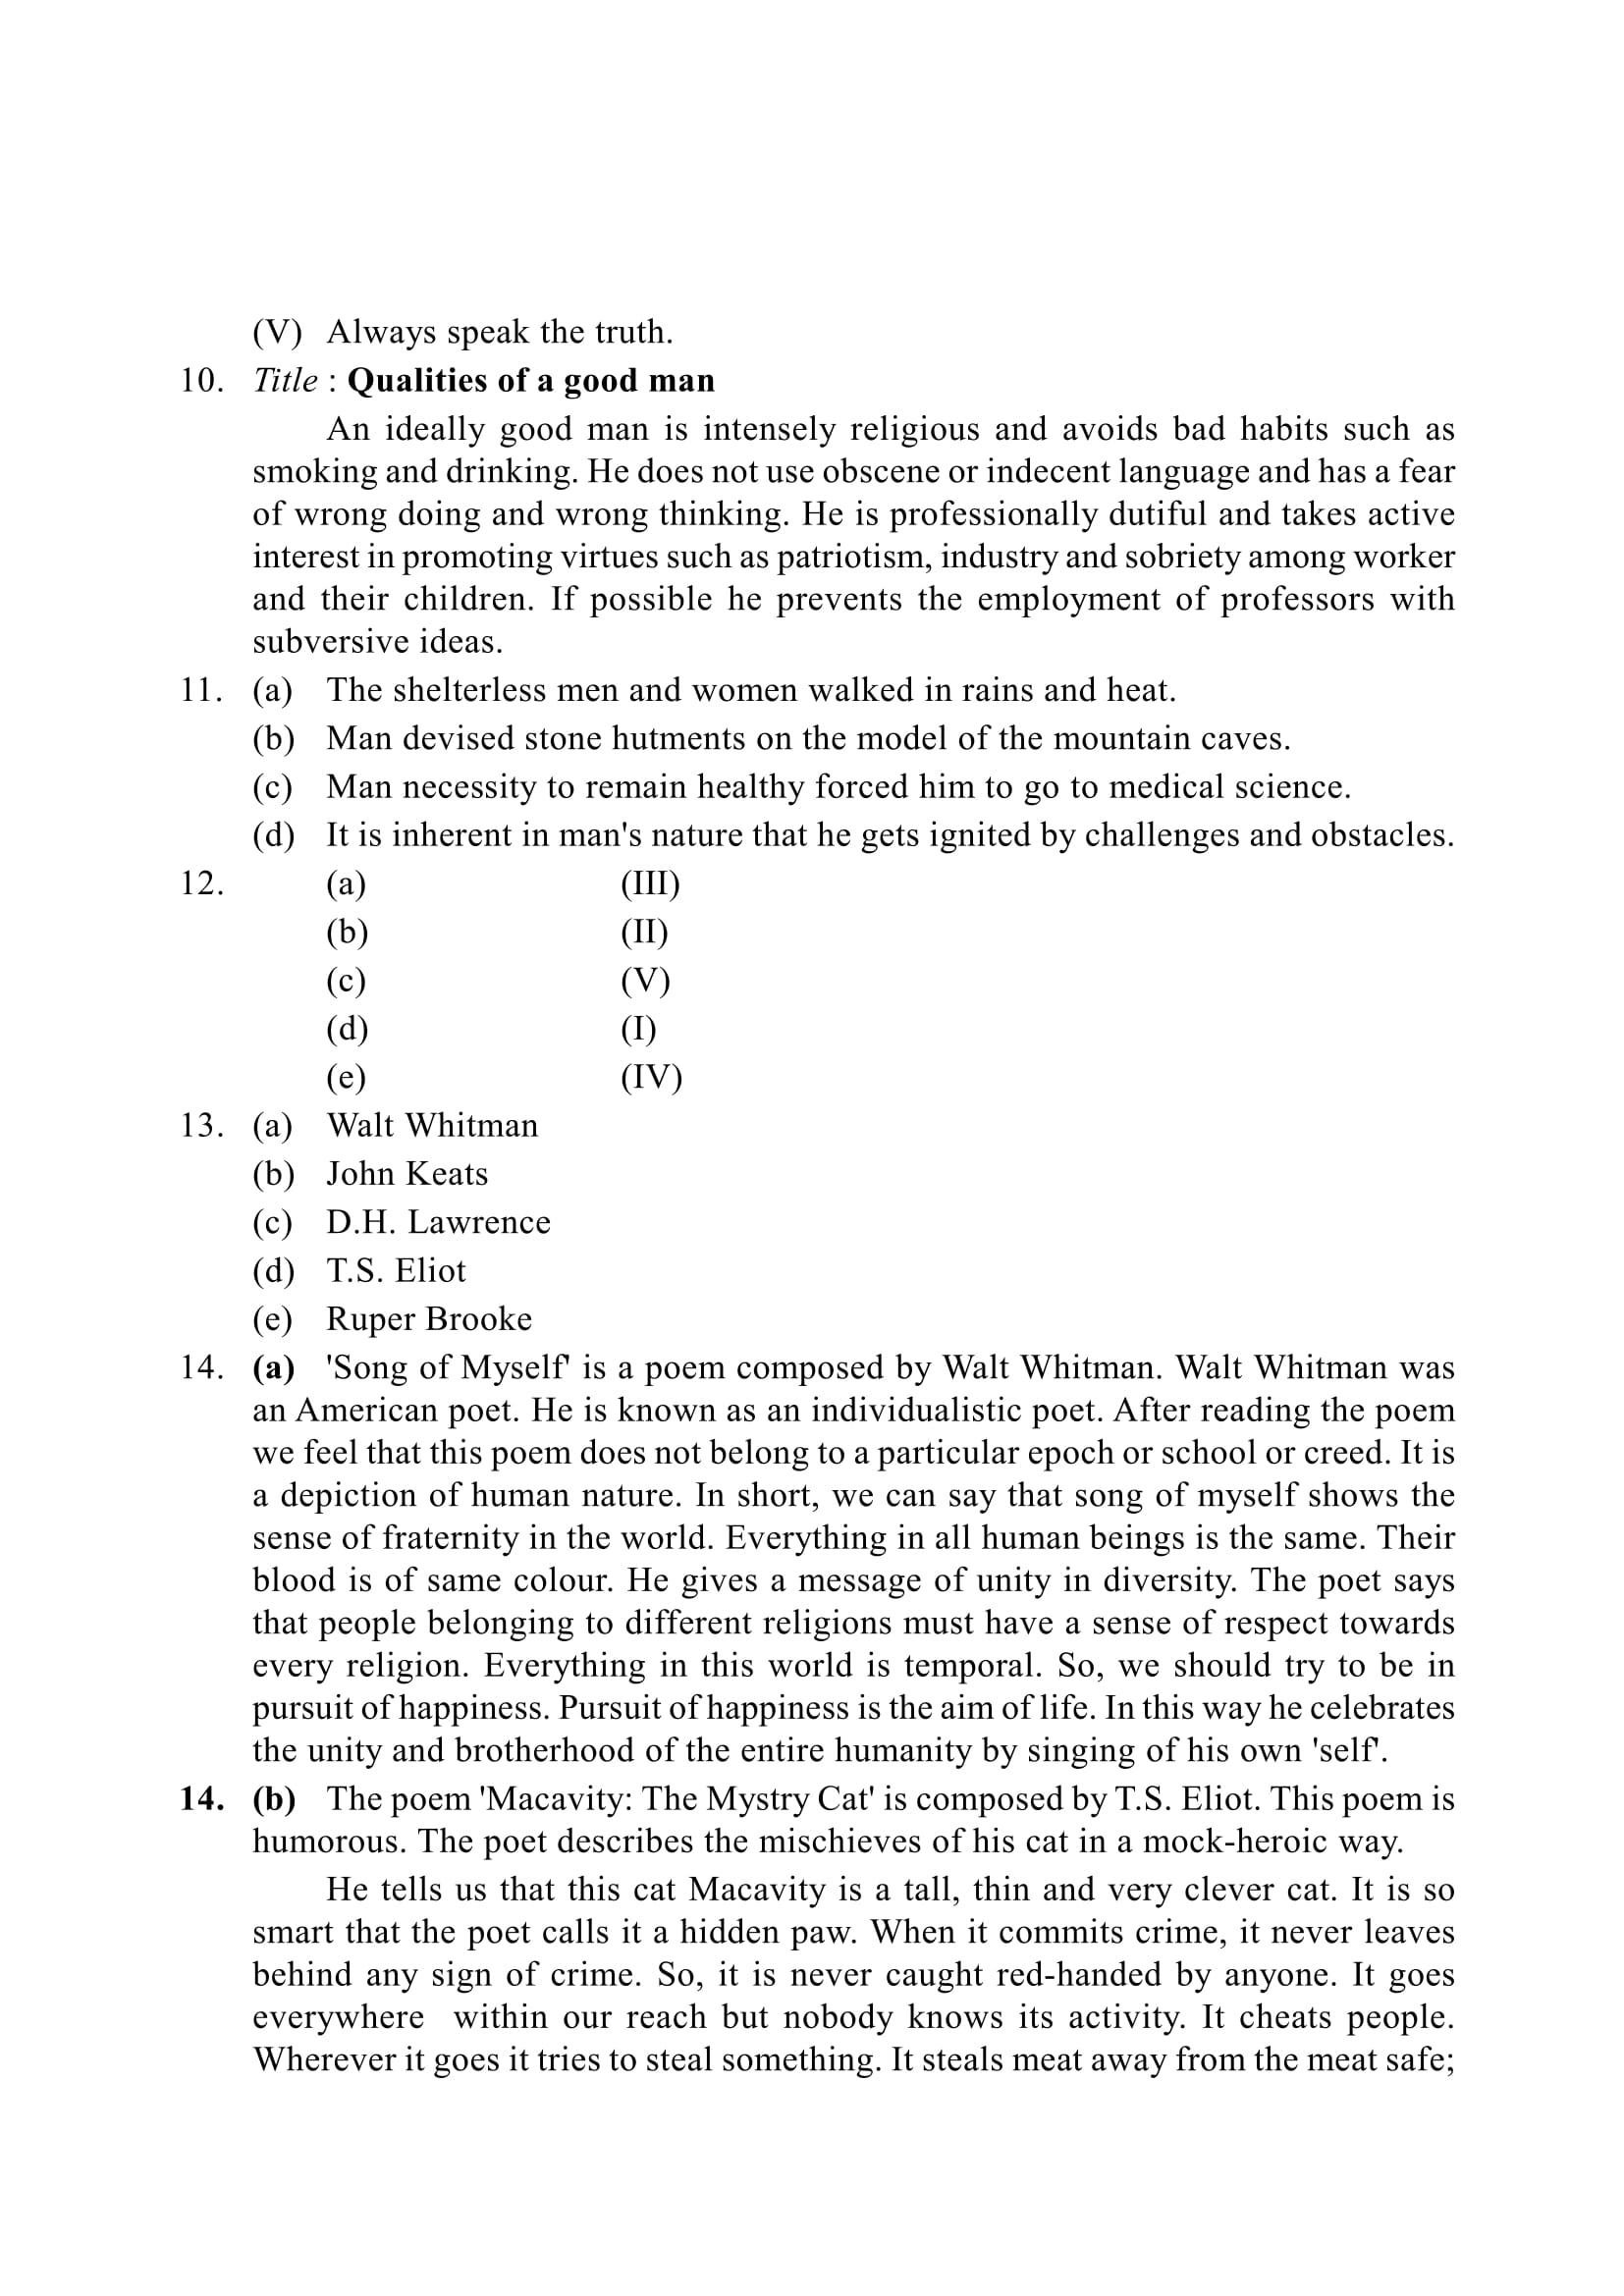 (V) Always speak the truth.
10. Title : Qualities of a good man
An ideally good man is intensely religious and avoids bad habits such as
smoking and drinking. He does not use obscene or indecent language and has a fear
of wrong doing and wrong thinking. He is professionally dutiful and takes active
interest in promoting virtues such as patriotism, industry and sobriety among worker
and their children. If possible he prevents the employment of professors with
subversive ideas.
11. (a) The shelterless men and women walked in rains and heat.
(b) Man devised stone hutments on the model of the mountain caves.
(c) Man necessity to remain healthy forced him to go to medical science.
(d) It is inherent in man's nature that he gets ignited by challenges and obstacles.
12. (a) (III)
(b) (II)
(c) (V)
(d) (I)
(e) (IV)
13. (a) Walt Whitman
(b) John Keats
(c) D.H. Lawrence
(d) T.S. Eliot
(e) Ruper Brooke
14. (a) 'Song of Myself' is a poem composed by Walt Whitman. Walt Whitman was
an American poet. He is known as an individualistic poet. After reading the poem
we feel that this poem does not belong to a particular epoch or school or creed. It is
a depiction of human nature. In short, we can say that song of myself shows the
sense of fraternity in the world. Everything in all human beings is the same. Their
blood is of same colour. He gives a message of unity in diversity. The poet says
that people belonging to different religions must have a sense of respect towards
every religion. Everything in this world is temporal. So, we should try to be in
pursuit of happiness. Pursuit of happiness is the aim of life. In this way he celebrates
the unity and brotherhood of the entire humanity by singing of his own 'self'.
14. (b) The poem 'Macavity: The Mystry Cat' is composed by T.S. Eliot. This poem is
humorous. The poet describes the mischieves of his cat in a mock-heroic way.
He tells us that this cat Macavity is a tall, thin and very clever cat. It is so
smart that the poet calls it a hidden paw. When it commits crime, it never leaves
behind any sign of crime. So, it is never caught red-handed by anyone. It goes
everywhere within our reach but nobody knows its activity. It cheats people.
Wherever it goes it tries to steal something. It steals meat away from the meat safe;